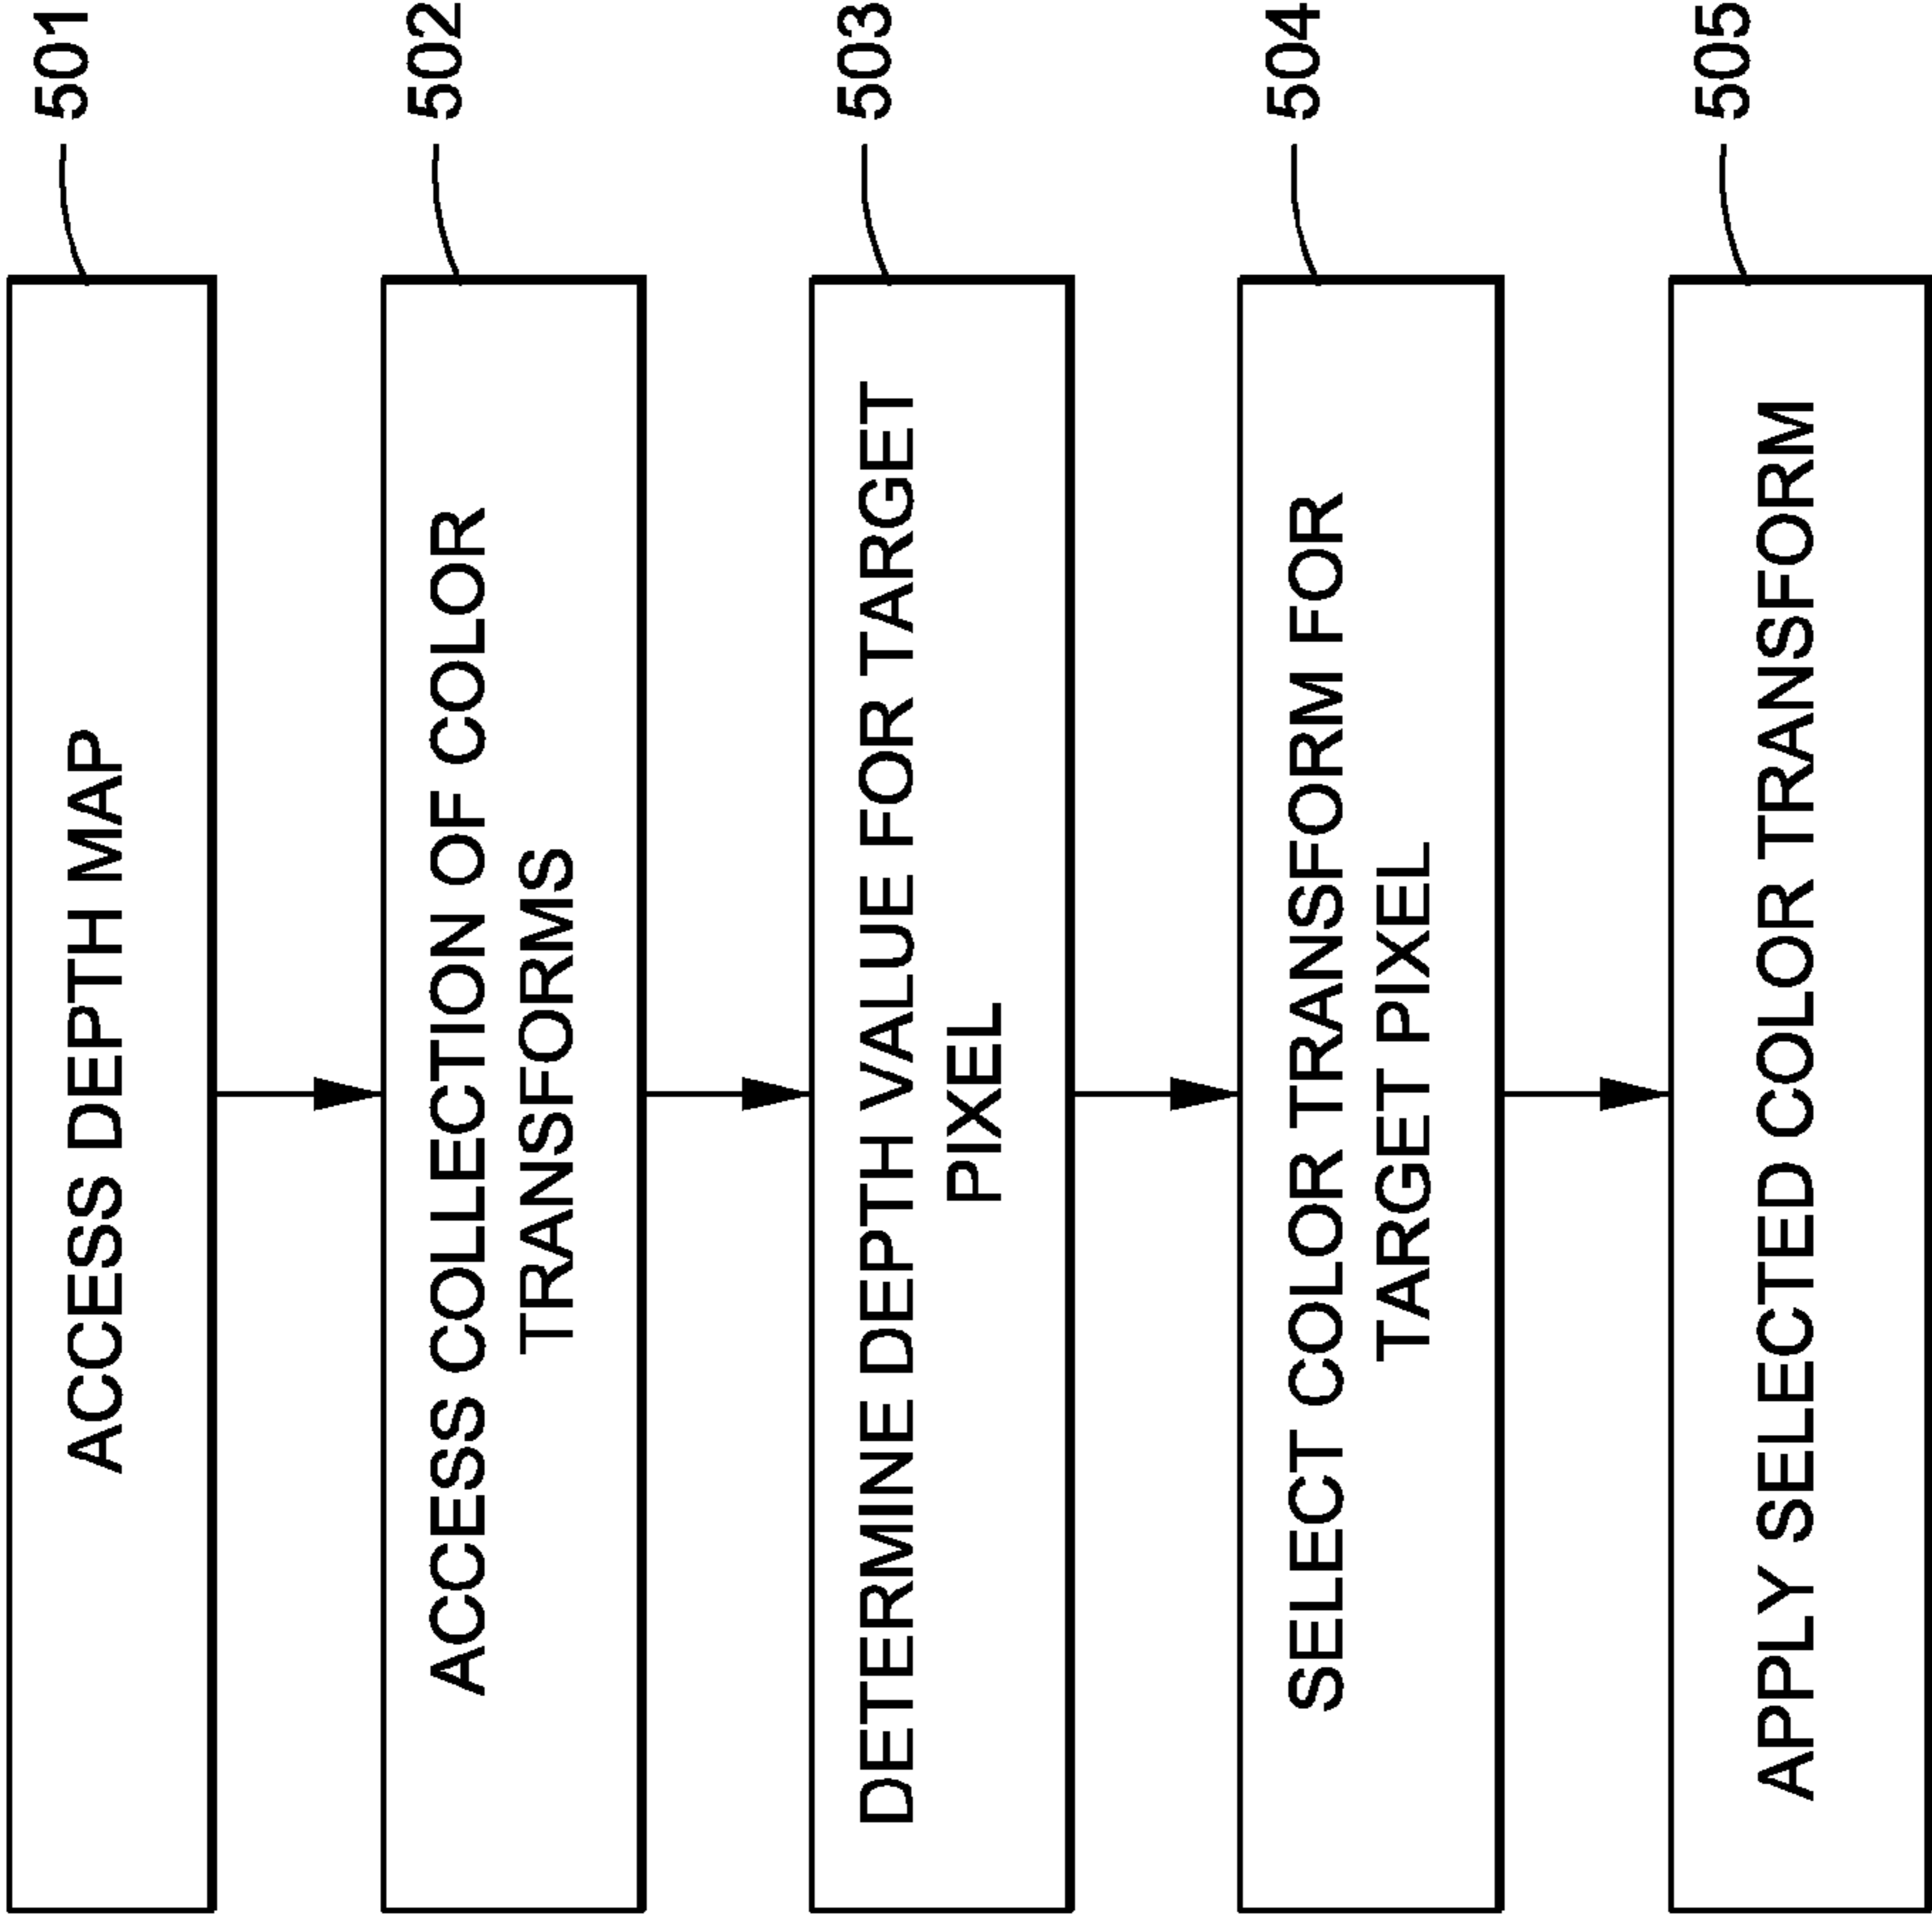 501
ACCESS DEPTH MAP
502
ACCESS COLLECTION OF COLOR
TRANSFORMS
503
DETERMINE DEPTH VALUE FOR TARGET
PIXEL
504
SELECT COLOR TRANSFORM FOR
TARGET PIXEL
505
APPLY SELECTED COLOR TRANSFORM